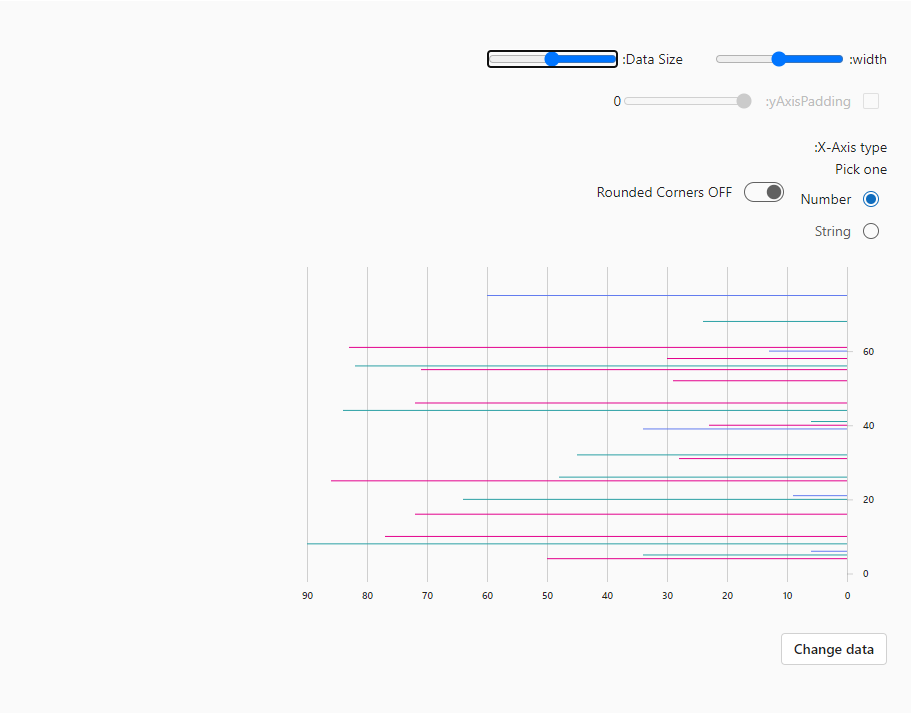 :width
:Data Size
:yAxisPadding 0
:X-Axis type
Pick one
Number
Rounded Corners OFF
String
60
40
20
0
90 80 70 60 50 40 30 20 10 0
Change data